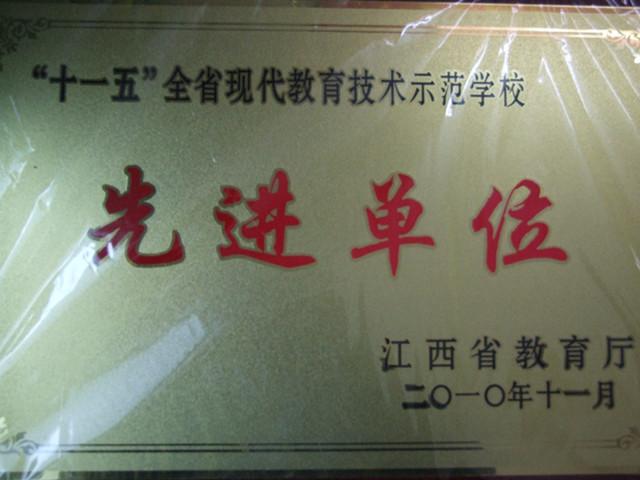 “十一五”全省现代教育技术示范学校
先进单位
江西省教育厅
二〇一〇年十一月